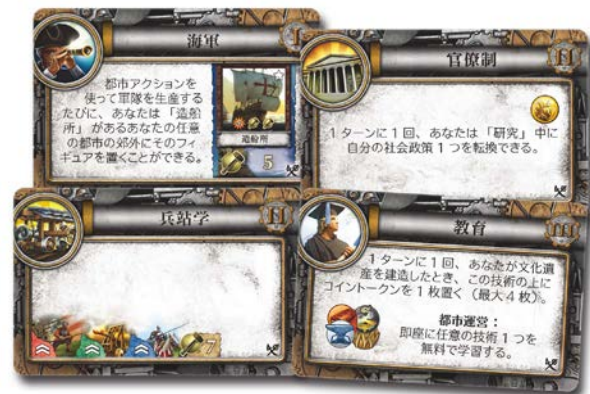 海軍
I
都市アクションを
使って軍隊を生産する
たびに、あなたは「造船
所」があるあなたの任意
の都市の郊外にそのフィ
ギュアを置くことができる。
造船所
5
官僚制
II
1ターンに1回、あなたは「研究」中に
自分の社会政策1つを転換できる。
兵站学
II
7
教育
III
1ターンに1回、あなたが文化遺
産を建造したとき、この技術の上に
コイントークンを1枚置く（最大4枚）。
都市運営：
即座に任意の技術1つを
無料で学習する。